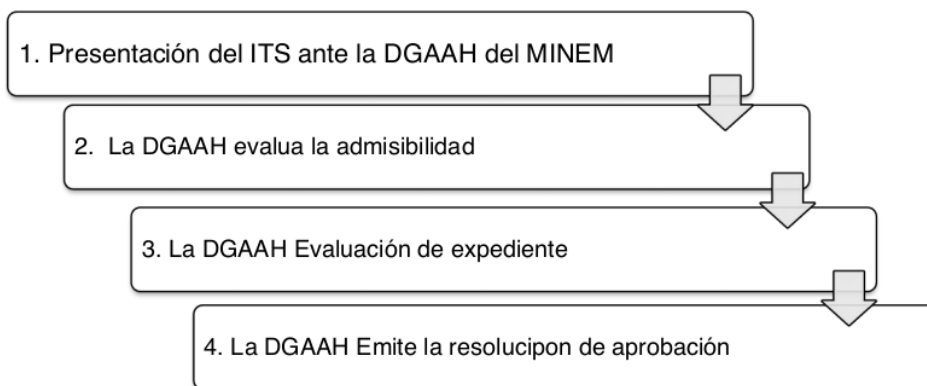 1. Presentación del ITS ante la DGAAH del MINEM
2. La DGAAH evalua la admisibilidad
3. La DGAAH Evaluación de expediente
4. La DGAAH Emite la resolucipon de aprobación